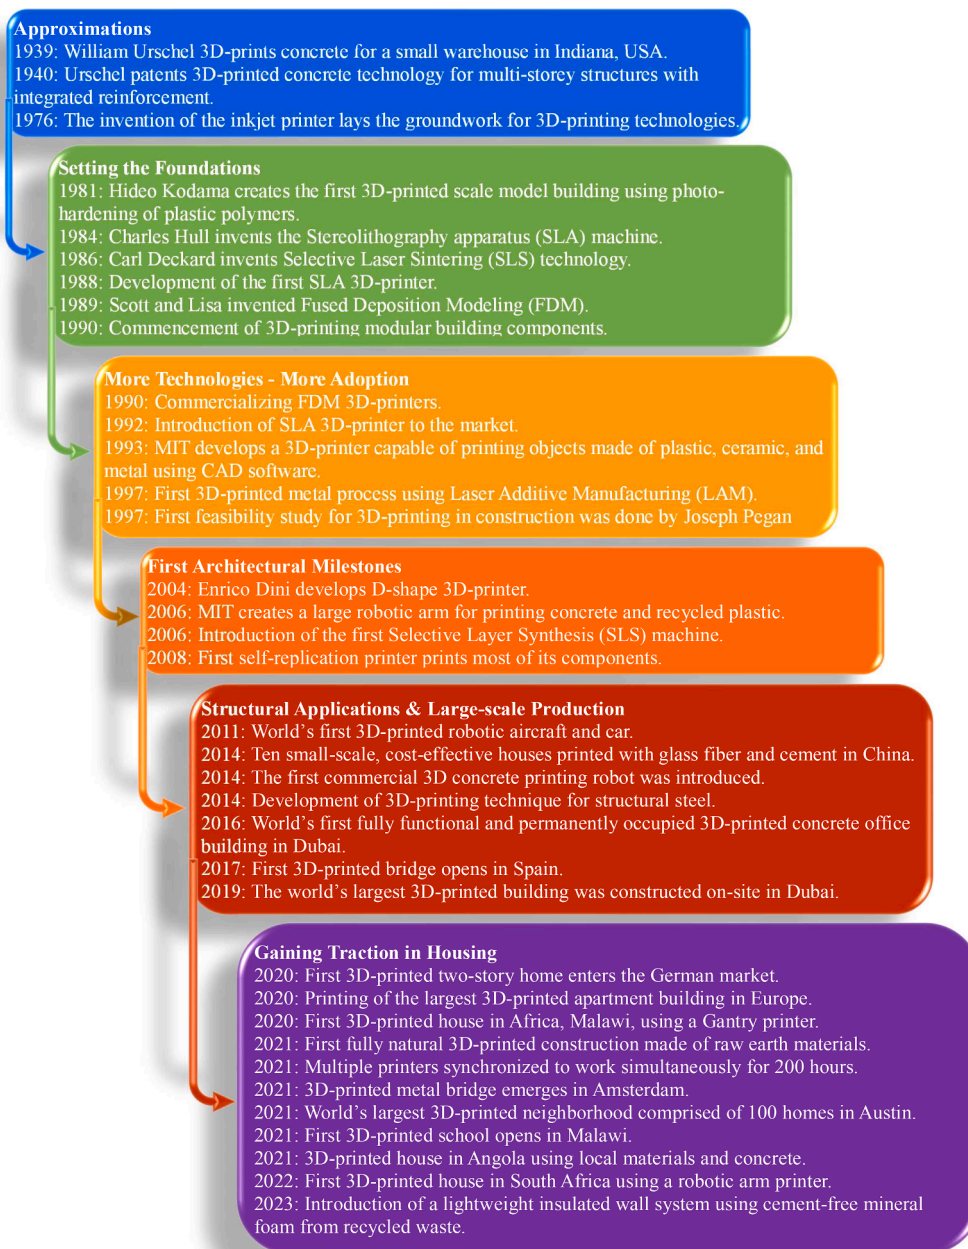 Approximations
1939: William Urschel 3D-prints concrete for a small warehouse in Indiana, USA.
1940: Urschel patents 3D-printed concrete technology for multi-storey structures with
integrated reinforcement.
1976: The invention of the inkjet printer lays the groundwork for 3D-printing technologies.
Setting the Foundations
1981: Hideo Kodama creates the first 3D-printed scale model building using photo-
hardening of plastic polymers.
1984: Charles Hull invents the Stereolithography apparatus (SLA) machine.
1986: Carl Deckard invents Selective Laser Sintering (SLS) technology.
1988: Development of the first SLA 3D-printer.
1989: Scott and Lisa invented Fused Deposition Modeling (FDM).
1990: Commencement of 3D-printing modular building components.
More Technologies - More Adoption
1990: Commercializing FDM 3D-printers.
1992: Introduction of SLA 3D-printer to the market.
1993: MIT develops a 3D-printer capable of printing objects made of plastic, ceramic, and
metal using CAD software.
1997: First 3D-printed metal process using Laser Additive Manufacturing (LAM).
1997: First feasibility study for 3D-printing in construction was done by Joseph Pegan
First Architectural Milestones
2004: Enrico Dini develops D-shape 3D-printer.
2006: MIT creates a large robotic arm for printing concrete and recycled plastic.
2006: Introduction of the first Selective Layer Synthesis (SLS) machine.
2008: First self-replication printer prints most of its components.
Structural Applications & Large-scale Production
2011: World's first 3D-printed robotic aircraft and car.
2014: Ten small-scale, cost-effective houses printed with glass fiber and cement in China.
2014: The first commercial 3D concrete printing robot was introduced.
2014: Development of 3D-printing technique for structural steel.
2016: World's first fully functional and permanently occupied 3D-printed concrete office
building in Dubai.
2017: First 3D-printed bridge opens in Spain.
2019: The world's largest 3D-printed building was constructed on-site in Dubai.
Gaining Traction in Housing
2020: First 3D-printed two-story home enters the German market.
2020: Printing of the largest 3D-printed apartment building in Europe.
2020: First 3D-printed house in Africa, Malawi, using a Gantry printer.
2021: First fully natural 3D-printed construction made of raw earth materials.
2021: Multiple printers synchronized to work simultaneously for 200 hours.
2021: 3D-printed metal bridge emerges in Amsterdam.
2021: World's largest 3D-printed neighborhood comprised of 100 homes in Austin.
2021: First 3D-printed school opens in Malawi.
2021: 3D-printed house in Angola using local materials and concrete.
2022: First 3D-printed house in South Africa using a robotic arm printer.
2023: Introduction of a lightweight insulated wall system using cement-free mineral
foam from recycled waste.